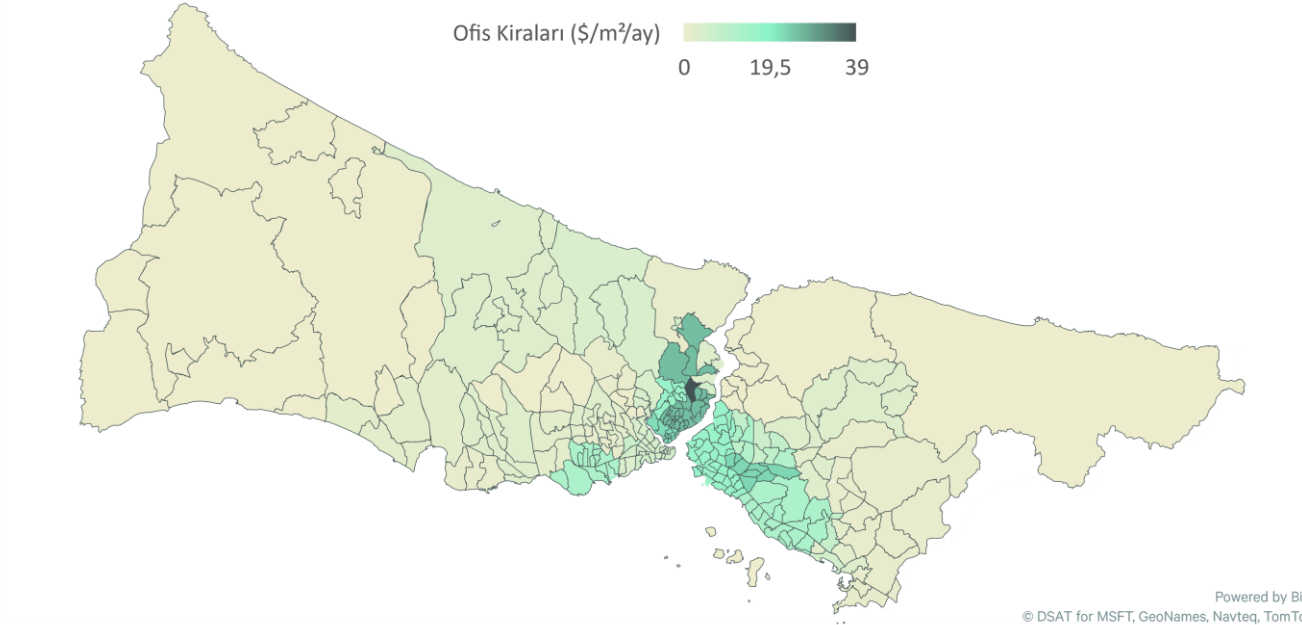 Ofis Kiraları ($/m²/ay)
0 19,5 39
Powered by Bi
© DSAT for MSFT, GeoNames, Navteq, TomTo